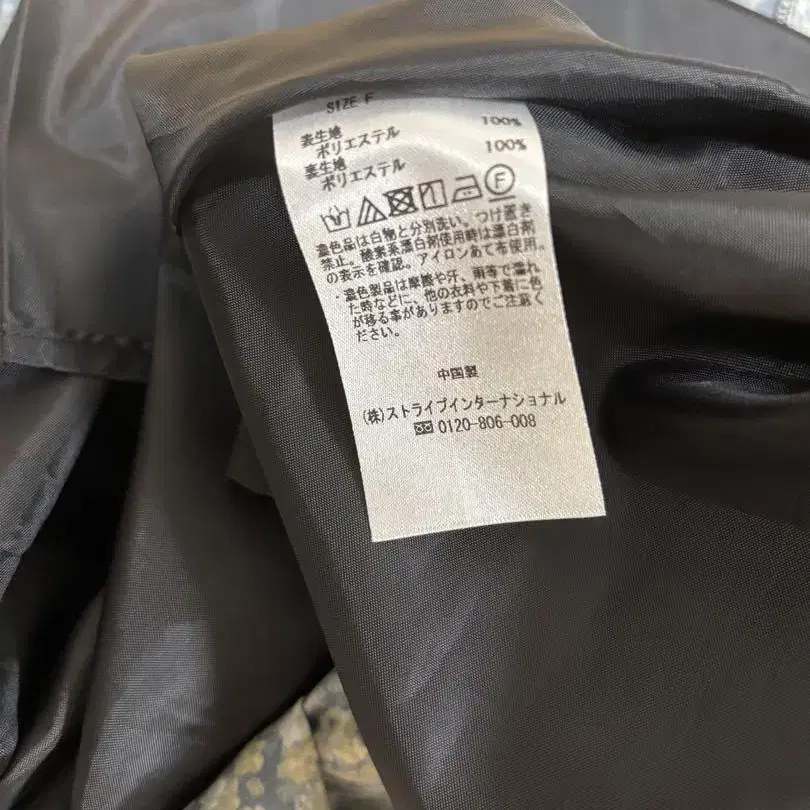 SIZE F
表生地
ポリエステル 100%
裏生地
ポリエステル 100%
F
濃色品は白物と分別洗い。つけ置き
禁止。酸素系漂白剤使用時は漂白剤
の表示を確認。アイロンあて布使用。
・濃色製品は摩擦や汗、雨等で濡れ
た時などに、他の衣料や下着に色
が移る事がありますのでご注意く
ださい。
中国製
(株)ストライプインターナショナル
0120-806-008